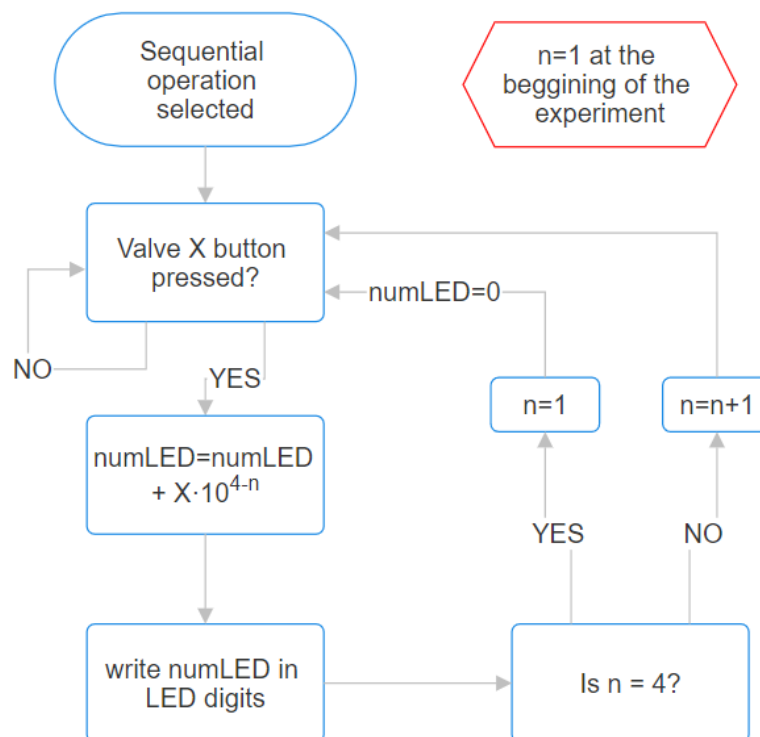 Sequential
operation
selected
n=1 at the
beggining of the
experiment
Valve X button
pressed?
numLED=0
NO
YES
numLED=numLED
+ X·10^{4-n}
n=1
n=n+1
YES
NO
write numLED in
LED digits
Is n = 4?